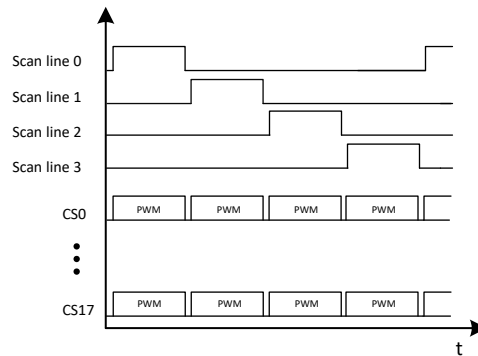 Scan line 0
Scan line 1
Scan line 2
Scan line 3
CS0 PWM PWM PWM PWM
CS17 PWM PWM PWM PWM
t